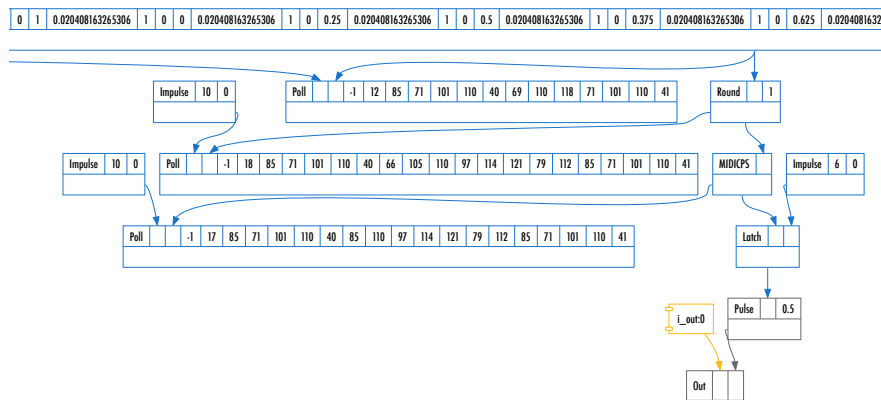 0 1 0.020408163265306 1 0 0 0.020408163265306 1 0 0.25 0.020408163265306 1 0 0.5 0.020408163265306 1 0 0.375 0.020408163265306 1 0 0.625 0.0204081632
Impulse 10 0 Poll -1 12 85 71 101 110 40 69 110 118 71 101 110 41 Round 1
Impulse 10 0 Poll -1 18 85 71 101 110 40 66 105 110 97 114 121 79 112 85 71 101 110 41 MIDICPS Impulse 6 0
Poll -1 17 85 71 101 110 40 85 110 97 114 121 79 112 85 71 101 110 41 Latch
i_out:0 Pulse 0.5
Out